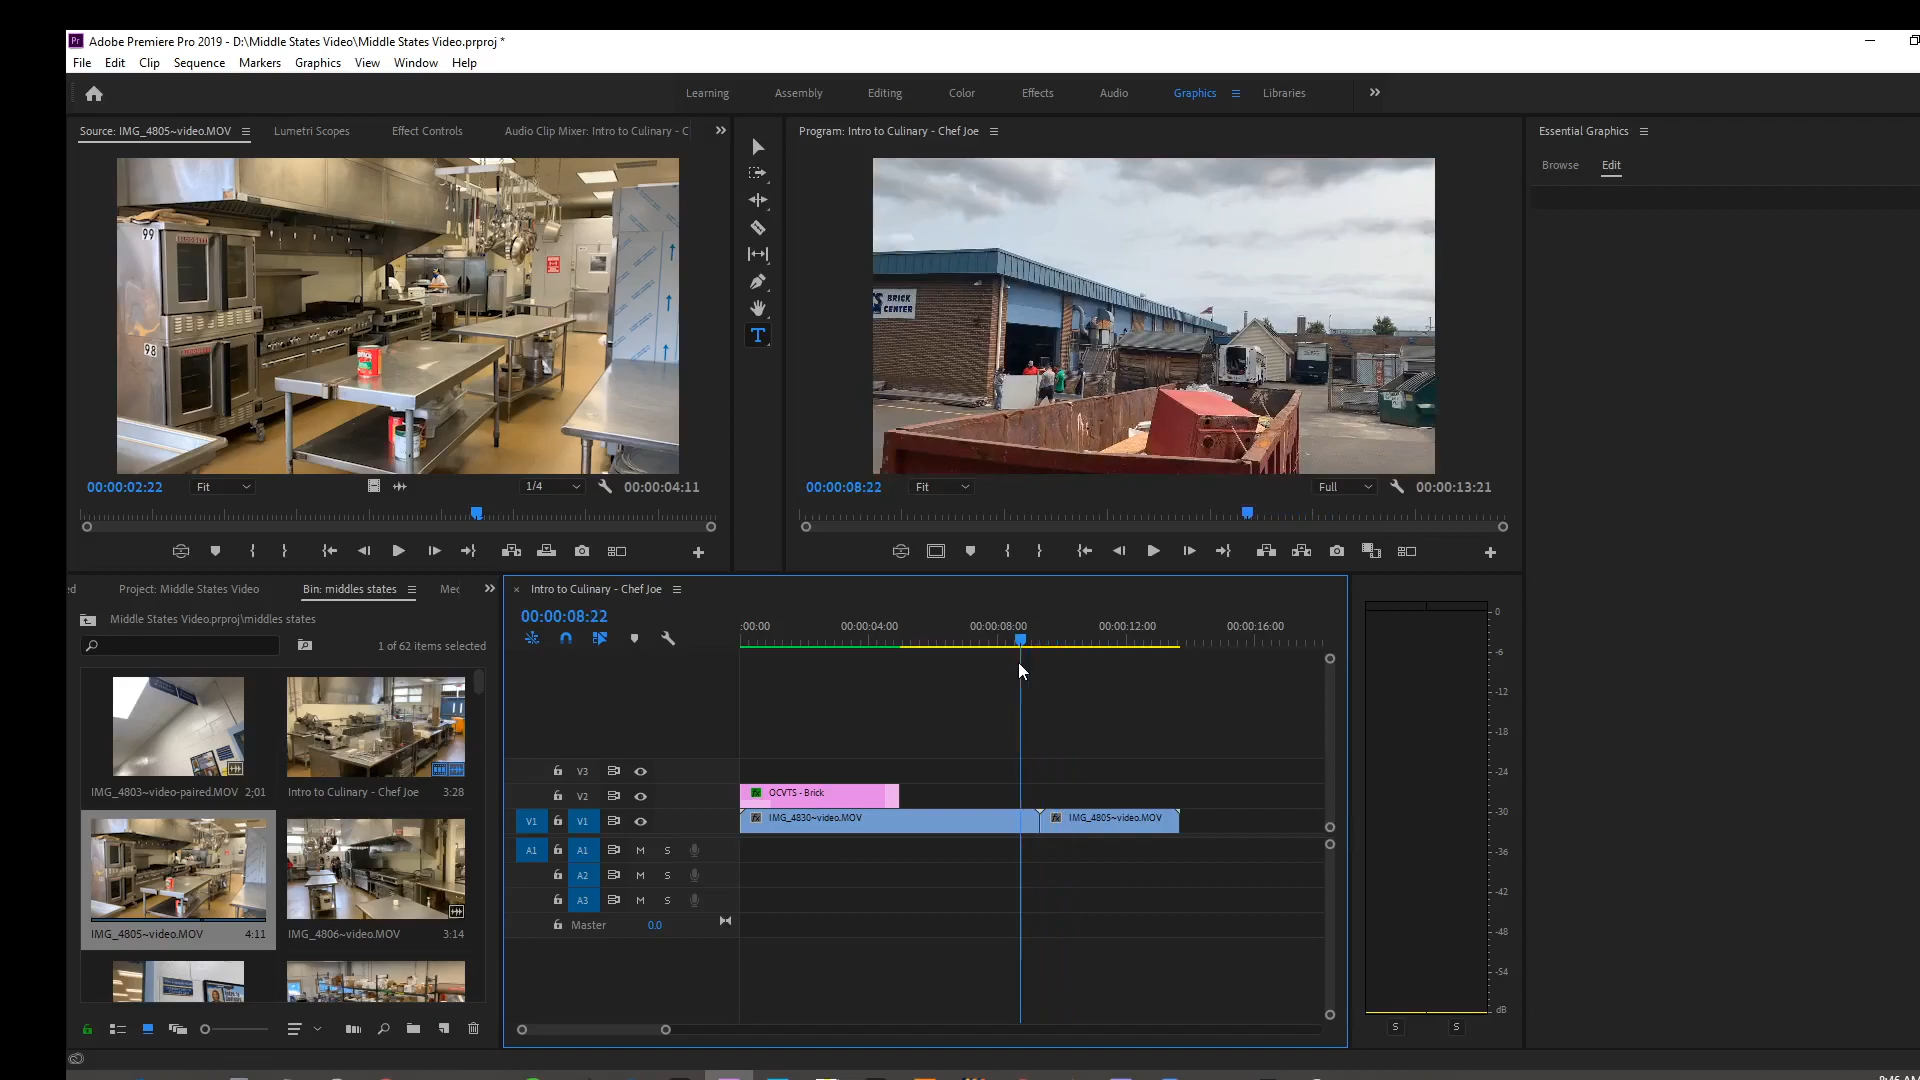 Pr Adobe Premiere Pro 2019 - D:\Middle States Video\Middle States Video.prproj *
File Edit Clip Sequence Markers Graphics View Window Help
Learning Assembly Editing Color Effects Audio Graphics Libraries
Source: IMG_4805~video.MOV Lumetri Scopes Effect Controls Audio Clip Mixer: Intro to Culinary - C
Program: Intro to Culinary - Chef Joe
Essential Graphics
Browse Edit
99
98
BRICK
CENTER
00:00:02:22 Fit 1/4 00:00:04:11
00:00:08:22 Fit Full 00:00:13:21
Project: Middle States Video Bin: middles states
Middle States Video.prproj\middles states
1 of 62 items selected
IMG_4803~video-paired.MOV 2;01
Intro to Culinary - Chef Joe 3:28
IMG_4805~video.MOV 4:11
IMG_4806~video.MOV 3:14
× Intro to Culinary - Chef Joe
00:00:08:22
:00:00 00:00:04:00 00:00:08:00 00:00:12:00 00:00:16:00
V3
V2 fx OCVTS - Brick
V1 V1 fx IMG_4830~video.MOV fx IMG_4805~video.MOV
A1 A1 M S
A2 M S
A3 M S
Master 0.0
0
-6
-12
-18
-24
-30
-36
-42
-48
-54
dB
S S